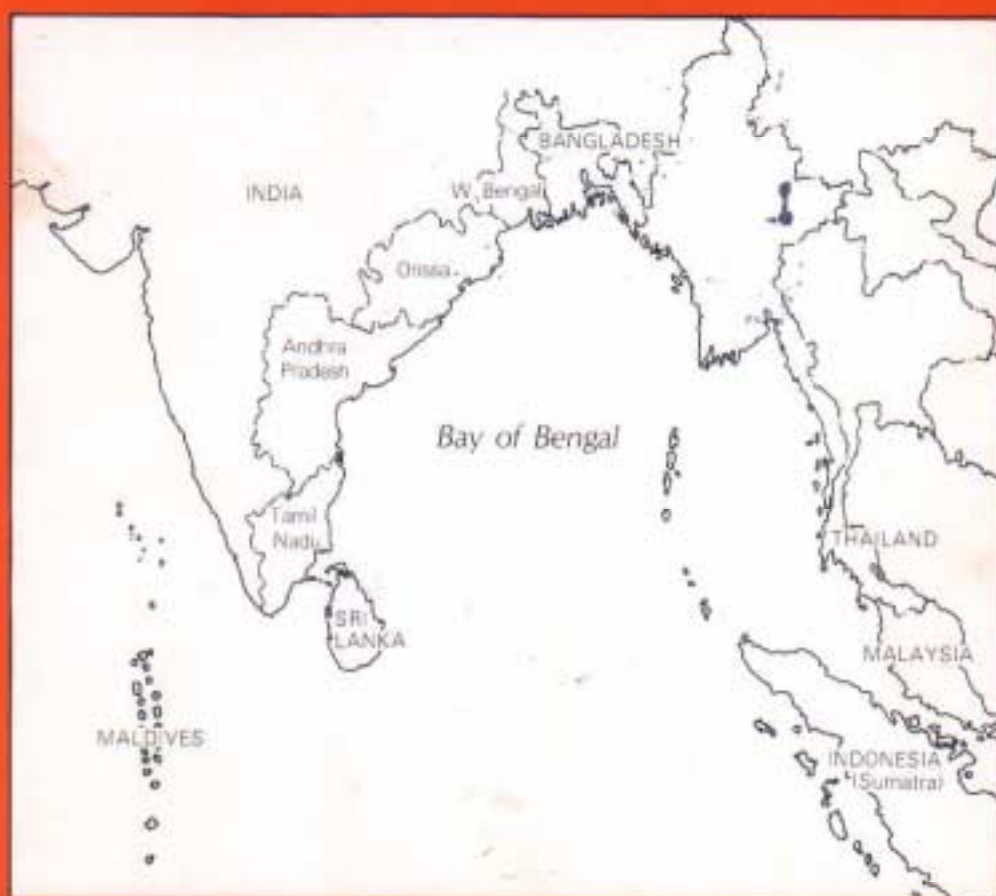 BANGLADESH
INDIA
W. Bengal
Orissa
Andhra
Pradesh
Bay of Bengal
Tamil
Nadu
THAILAND
SRI
LANKA
MALAYSIA
MALDIVES
INDONESIA
(Sumatra)